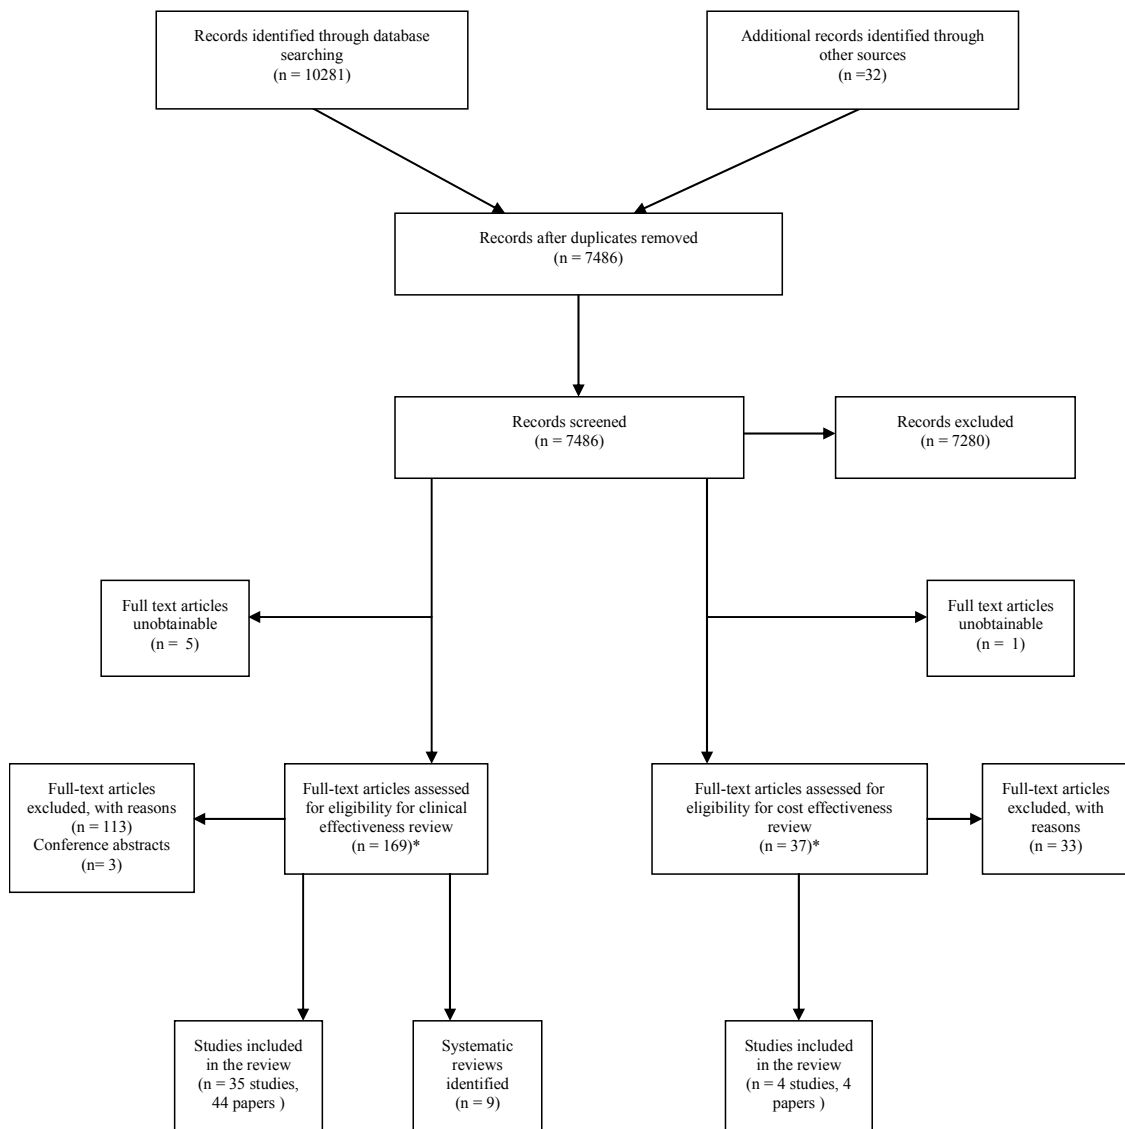 Records identified through database
searching
(n = 10281)
Additional records identified through
other sources
(n =32)
Records after duplicates removed
(n = 7486)
Records screened
(n = 7486)
Records excluded
(n = 7280)
Full text articles
unobtainable
(n =  5)
Full text articles
unobtainable
(n =  1)
Full-text articles
excluded, with reasons
(n = 113)
Conference abstracts
(n= 3)
Full-text articles assessed
for eligibility for clinical
effectiveness review
(n = 169)*
Full-text articles assessed for
eligibility for cost effectiveness
review
(n = 37)*
Full-text articles
excluded, with
reasons
(n = 33)
Studies included
in the review
(n = 35 studies,
44 papers )
Systematic
reviews
identified
(n = 9)
Studies included
in the review
(n = 4 studies, 4
papers )